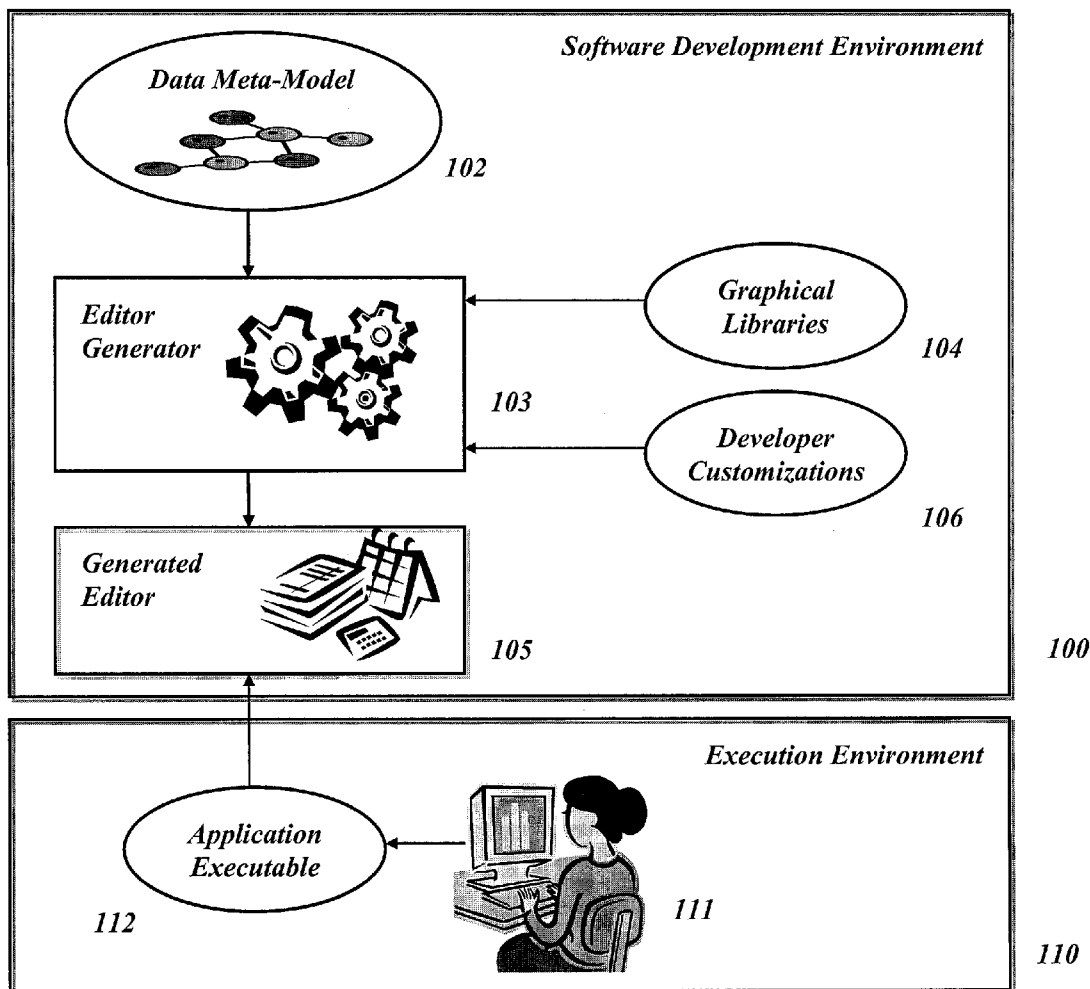 Software Development Environment
Data Meta-Model
102
Editor
Generator
103
Graphical
Libraries
104
Developer
Customizations
106
Generated
Editor
105
100
Execution Environment
Application
Executable
112
111
110